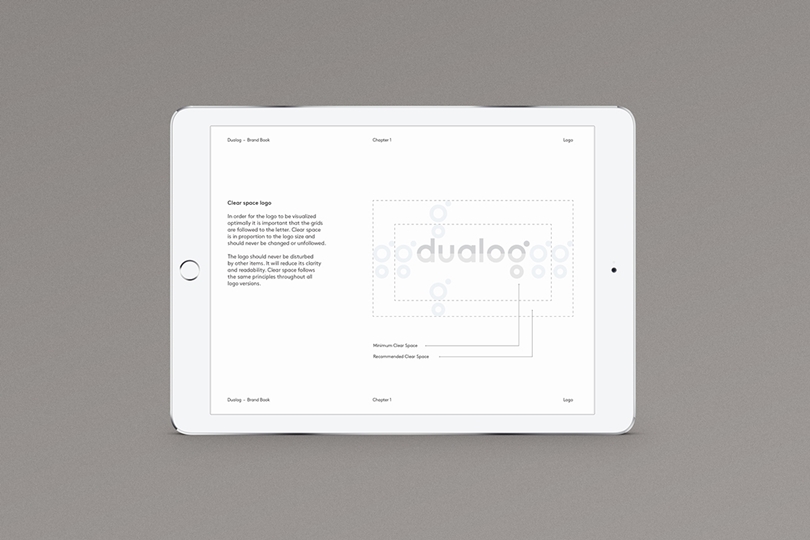 Dualog – Brand Book
Chapter 1
Logo
Clear space logo
In order for the logo to be visualized
optimally it is important that the grids
are followed to the letter. Clear space
is in proportion to the logo size and
should never be changed or unfollowed.
The logo should never be disturbed
by other items. It will reduce its clarity
and readability. Clear space follows
the same principles throughout all
logo versions.
dualog
Minimum Clear Space
Recommended Clear Space
Dualog – Brand Book
Chapter 1
Logo